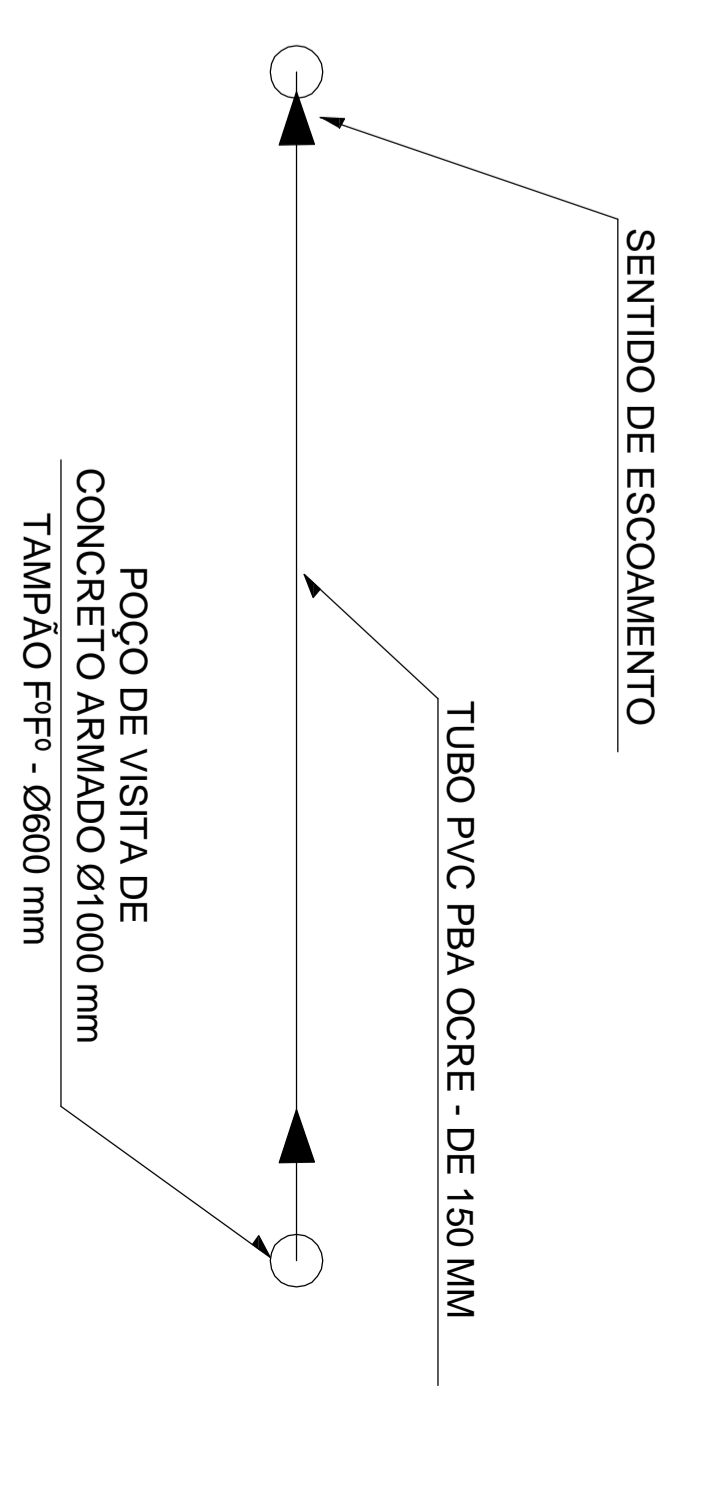 SENTIDO DE ESCOAMENTO
TUBO PVC PBA OCRE - DE 150 MM
POÇO DE VISITA DE
CONCRETO ARMADO Ø1000 mm
TAMPÃO FºFº - Ø600 mm